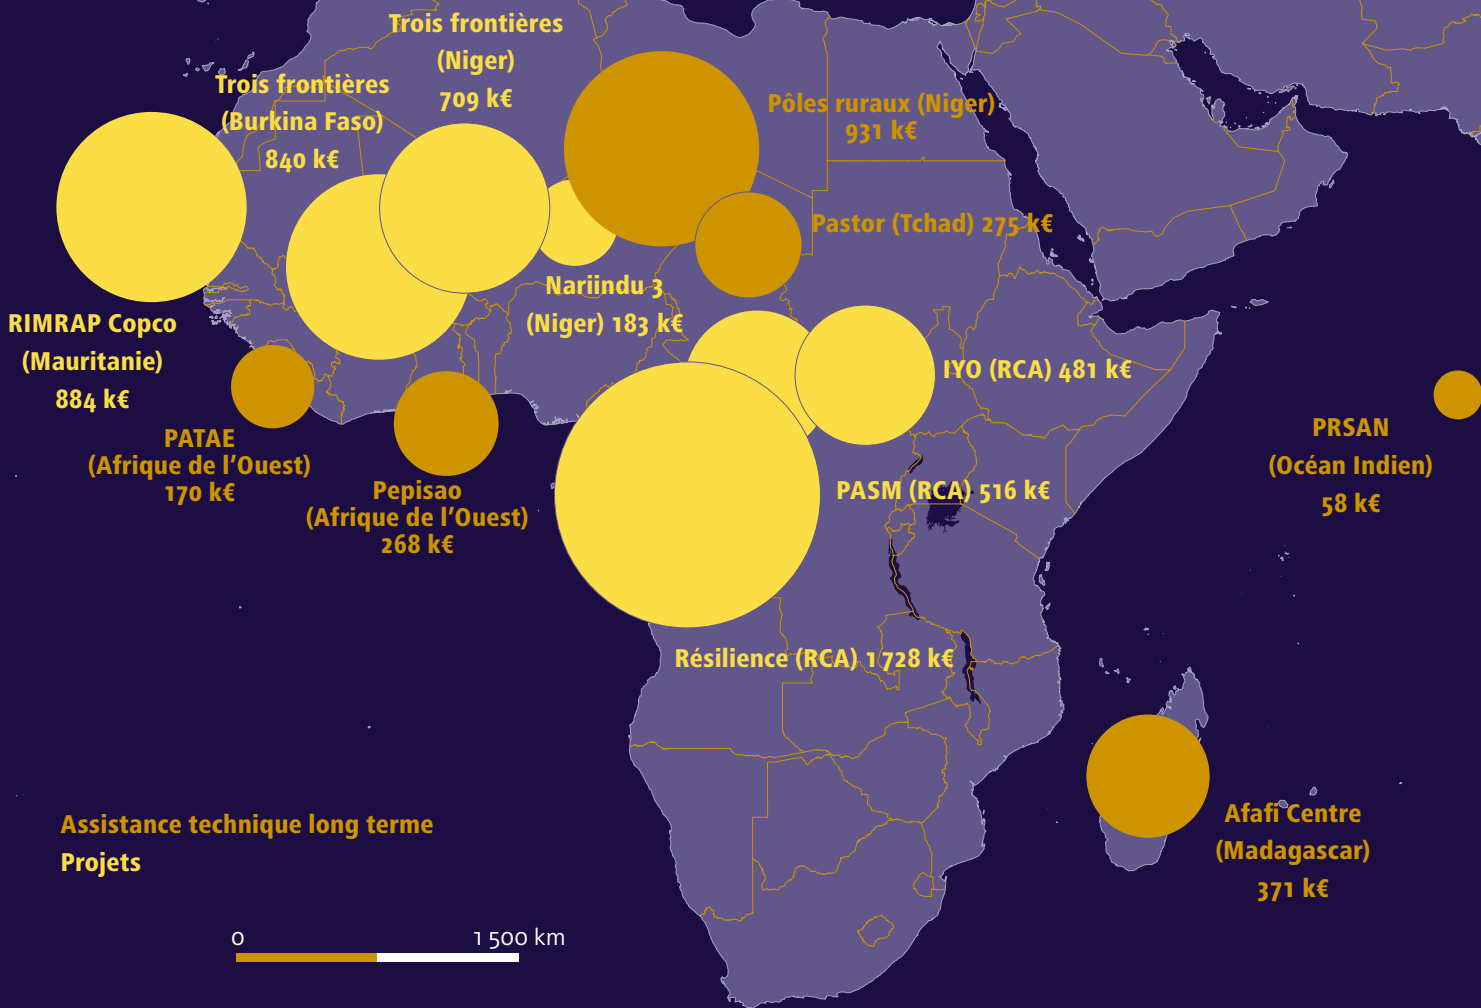 Trois frontières
(Niger)
709 k€
Trois frontières
(Burkina Faso)
840 k€
Pôles ruraux (Niger)
931 k€
Pastor (Tchad) 275 k€
Nariindu 3
(Niger) 183 k€
RIMRAP Copco
(Mauritanie)
884 k€
IYO (RCA) 481 k€
PATAE
(Afrique de l’Ouest)
170 k€
Pepisao
(Afrique de l’Ouest)
268 k€
PRSAN
(Océan Indien)
58 k€
PASM (RCA) 516 k€
Résilience (RCA) 1 728 k€
Afafi Centre
(Madagascar)
371 k€
Assistance technique long terme
Projets
0 1 500 km